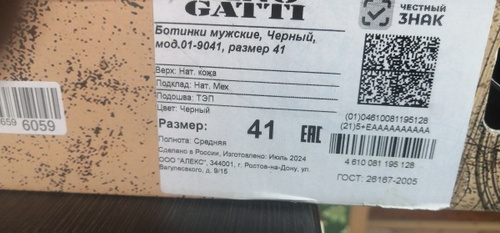 GATTI
ЧЕСТНЫЙ
ЗНАК
Ботинки мужские, Черный,
мод.01-9041, размер 41
Верх: Нат. кожа
Подклад: Нат. Мех
Подошва: ТЭП
Цвет: Черный
Размер: 41
EAC
Полнота: Средняя
Сделано в России, Изготовлено: Июль 2024
ООО "АЛЕКС", 344001, г. Ростов-на-Дону, ул.
Вагулевского, д. 9/15
(01)04610081195128
(21)5+EAAAAAAAAAA
4 610 081 195 128
ГОСТ: 26167-2005
659
6059